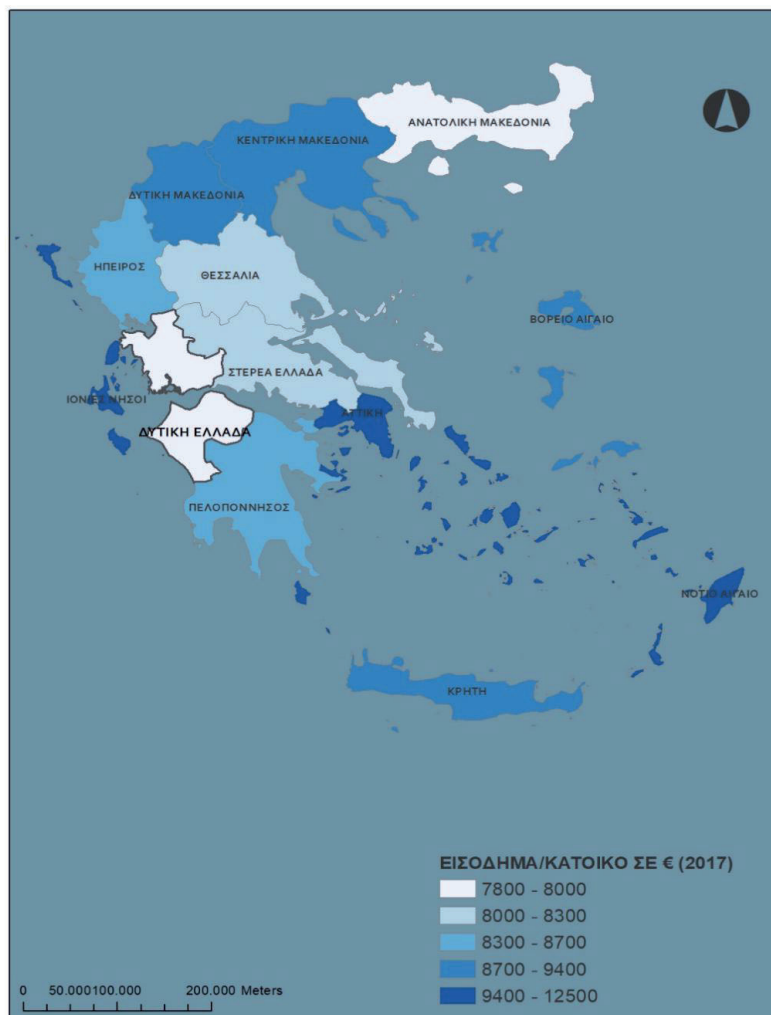 ΑΝΑΤΟΛΙΚΗ ΜΑΚΕΔΟΝΙΑ
ΚΕΝΤΡΙΚΗ ΜΑΚΕΔΟΝΙΑ
ΔΥΤΙΚΗ ΜΑΚΕΔΟΝΙΑ
ΗΠΕΙΡΟΣ
ΘΕΣΣΑΛΙΑ
ΒΟΡΕΙΟ ΑΙΓΑΙΟ
ΣΤΕΡΕΑ ΕΛΛΑΔΑ
ΙΟΝΙΕΣ ΝΗΣΟΙ
ΑΤΤΙΚΗ
ΔΥΤΙΚΗ ΕΛΛΑΔΑ
ΠΕΛΟΠΟΝΝΗΣΟΣ
ΝΟΤΙΟ ΑΙΓΑΙΟ
ΚΡΗΤΗ
ΕΙΣΟΔΗΜΑ/ΚΑΤΟΙΚΟ ΣΕ € (2017)
7800 - 8000
8000 - 8300
8300 - 8700
8700 - 9400
9400 - 12500
0 50.000 100.000 200.000 Meters